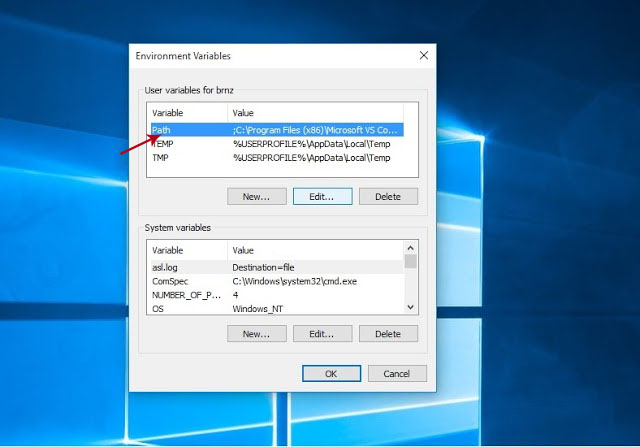 Environment Variables
User variables for brnz
Variable Value
Path ;C:\Program Files (x86)\Microsoft VS Co...
TEMP %USERPROFILE%\AppData\Local\Temp
TMP %USERPROFILE%\AppData\Local\Temp
New... Edit... Delete
System variables
Variable Value
asl.log Destination=file
ComSpec C:\Windows\system32\cmd.exe
NUMBER_OF_P... 4
OS Windows_NT
New... Edit... Delete
OK Cancel